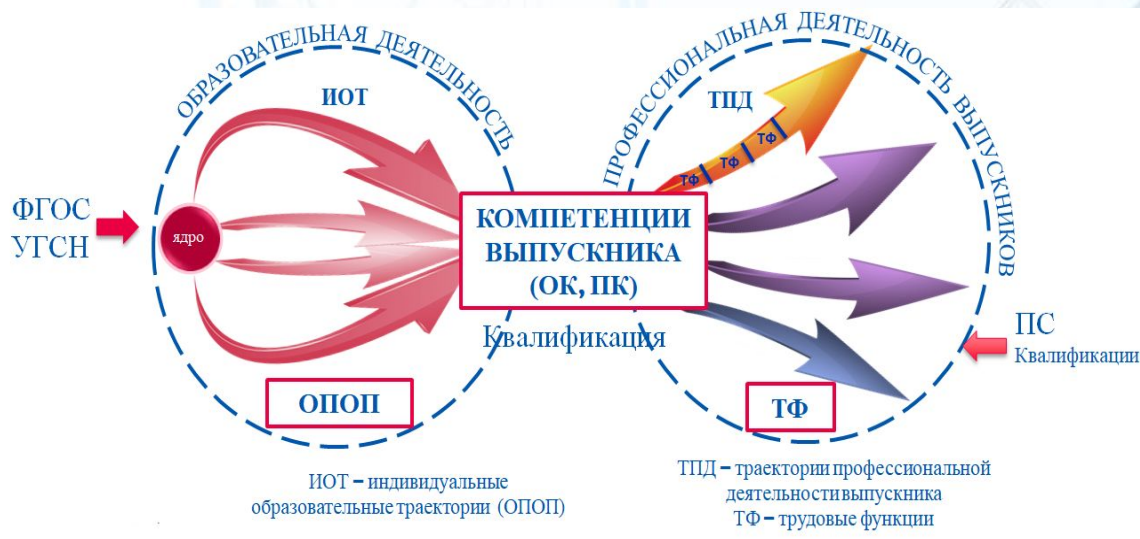 ОБРАЗОВАТЕЛЬНАЯ ДЕЯТЕЛЬНОСТЬ
ИОТ
ФГОС
УГСН
ядро
ОПОП
КОМПЕТЕНЦИИ
ВЫПУСКНИКА
(ОК, ПК)
Квалификация
ПРОФЕССИОНАЛЬНАЯ ДЕЯТЕЛЬНОСТЬ ВЫПУСКНИКОВ
ТПД
ТФ
ТФ
ТФ
ТФ
ПС
Квалификации
ИОТ – индивидуальные
образовательные траектории (ОПОП)
ТПД – траектории профессиональной
деятельности выпускника
ТФ – трудовые функции